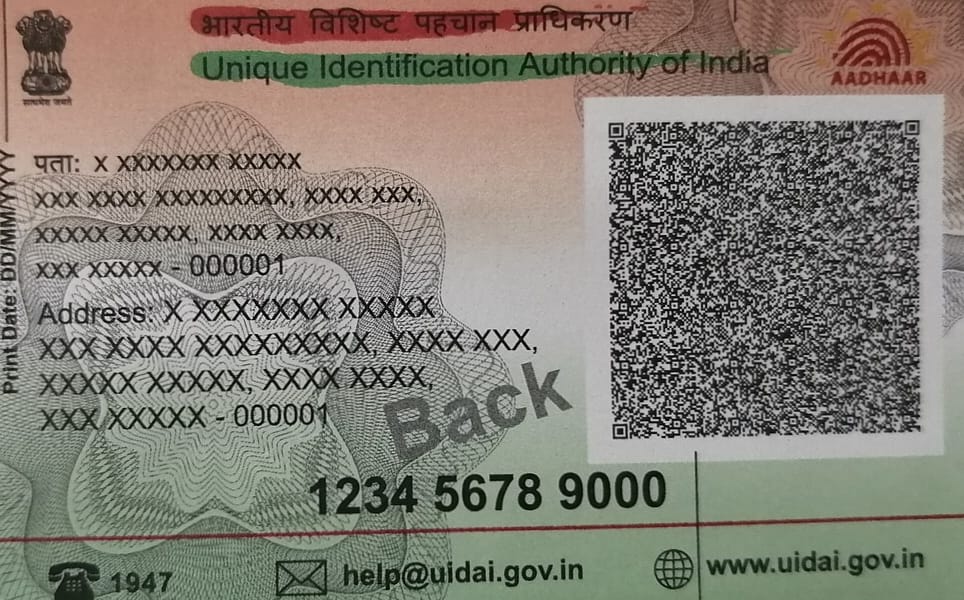 भारतीय विशिष्ट पहचान प्राधिकरण
Unique Identification Authority of India
AADHAAR
सत्यमेव जयते
Print Date: DD/MM/YYYY
पता: X XXXXXXX XXXXX
XXX XXXX XXXXXXXXX, XXXX XXX,
XXXXX XXXXX, XXXX XXXX,
XXX XXXXX - 000001
Address: X XXXXXXX XXXXX
XXX XXXX XXXXXXXXX, XXXX XXX,
XXXXX XXXXX, XXXX XXXX,
XXX XXXXX - 000001
Back
1234 5678 9000
1947
help@uidai.gov.in
www.uidai.gov.in